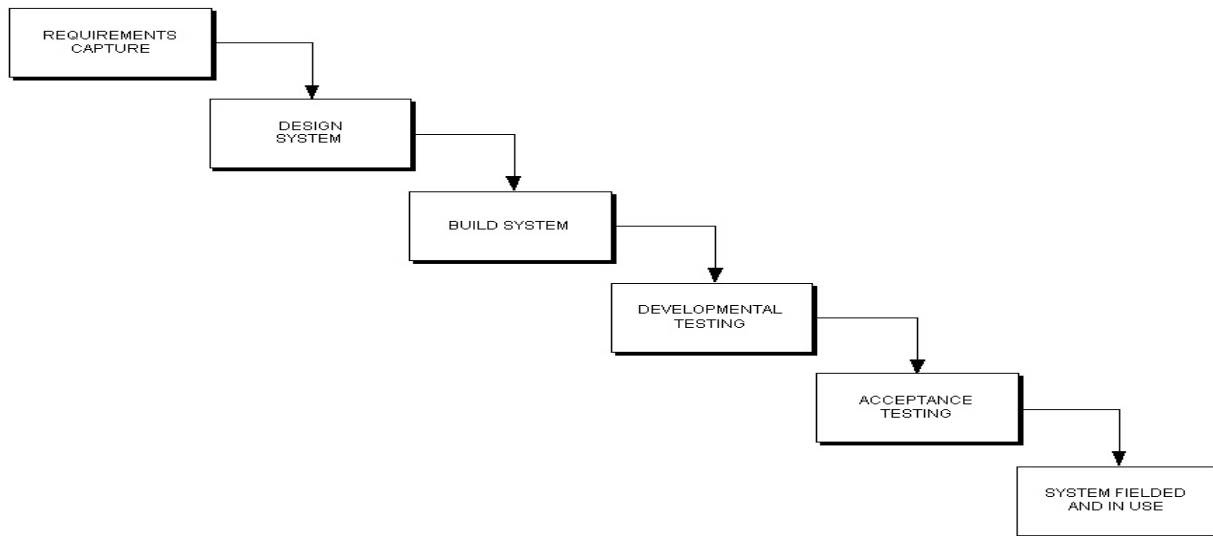 REQUIREMENTS
CAPTURE
DESIGN
SYSTEM
BUILD SYSTEM
DEVELOPMENTAL
TESTING
ACCEPTANCE
TESTING
SYSTEM FIELDED
AND IN USE